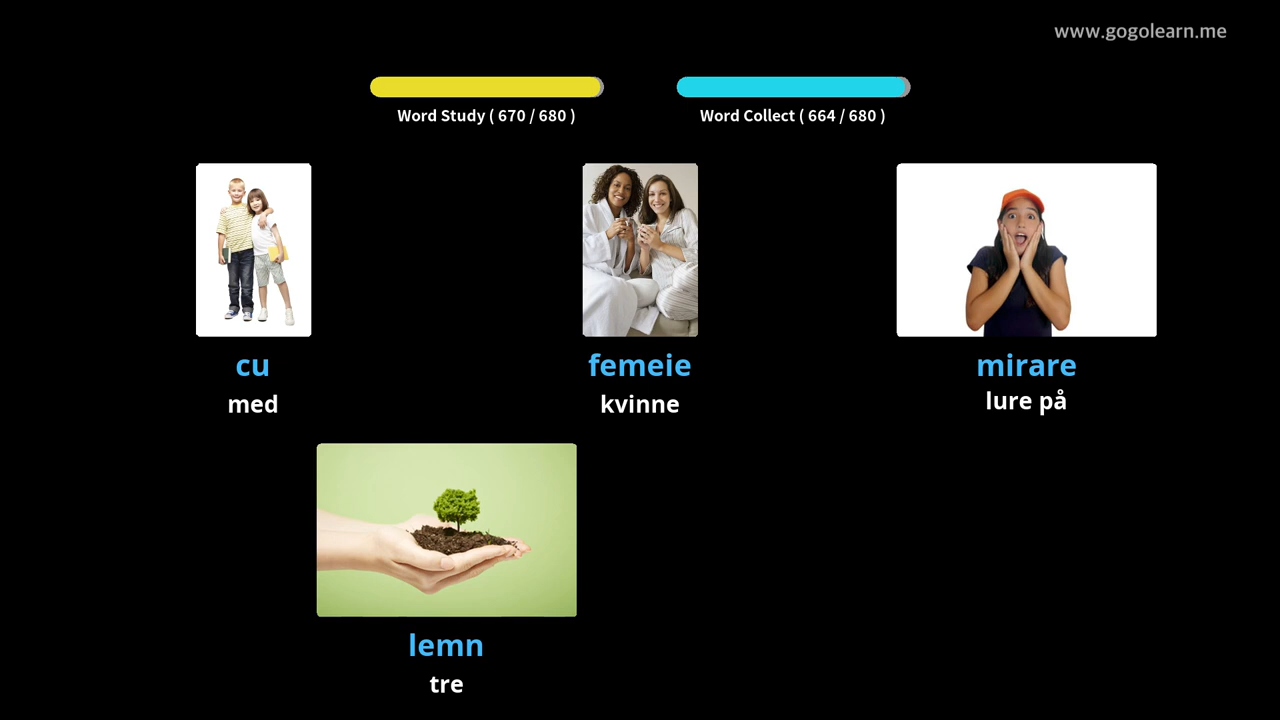 www.gogolearn.me
Word Study ( 670 / 680 )
Word Collect ( 664 / 680 )
cu
med
femeie
kvinne
mirare
lure på
lemn
tre